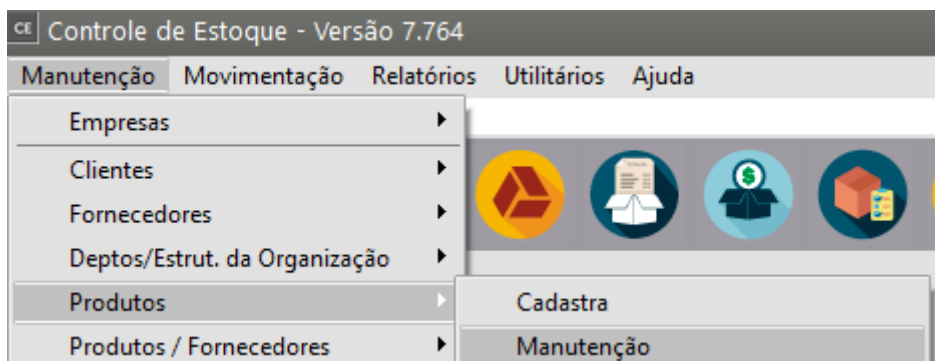 CE Controle de Estoque - Versão 7.764
Manutenção Movimentação Relatórios Utilitários Ajuda
Empresas
Clientes
Fornecedores
Deptos/Estrut. da Organização
Produtos Cadastra
Produtos / Fornecedores Manutenção